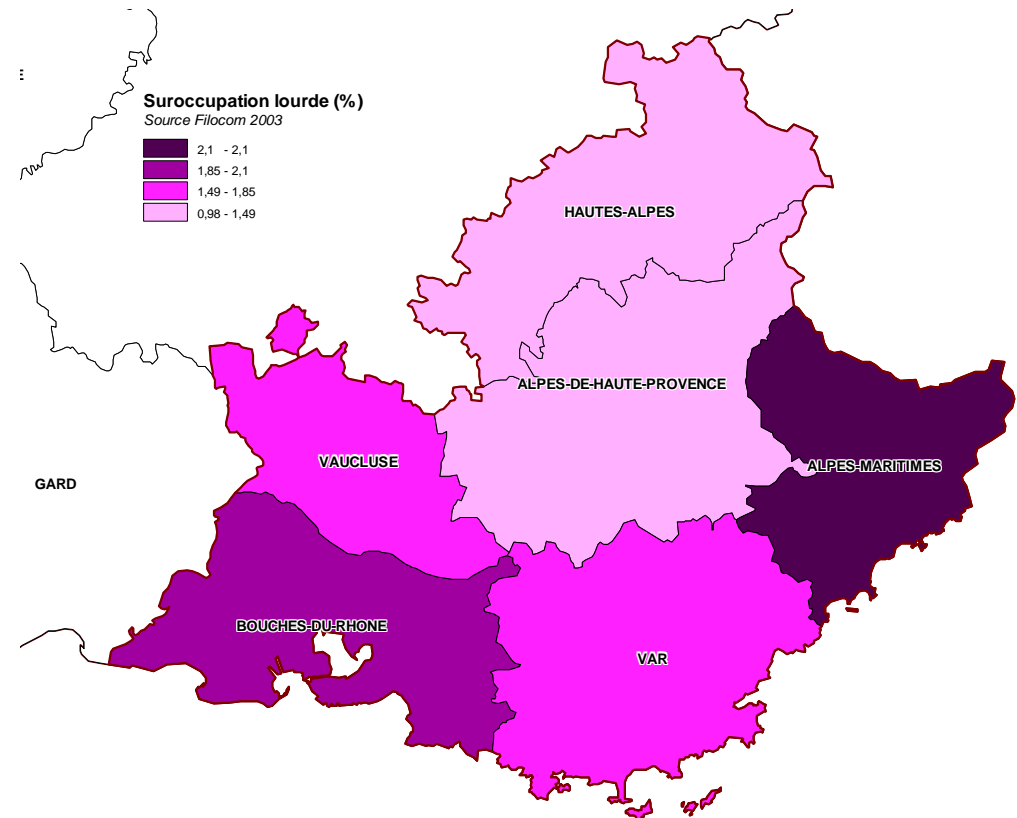 Suroccupation lourde (%)
Source Filocom 2003
2,1 - 2,1
1,85 - 2,1
1,49 - 1,85
0,98 - 1,49
HAUTES-ALPES
ALPES-DE-HAUTE-PROVENCE
VAUCLUSE
ALPES-MARITIMES
GARD
BOUCHES-DU-RHONE
VAR